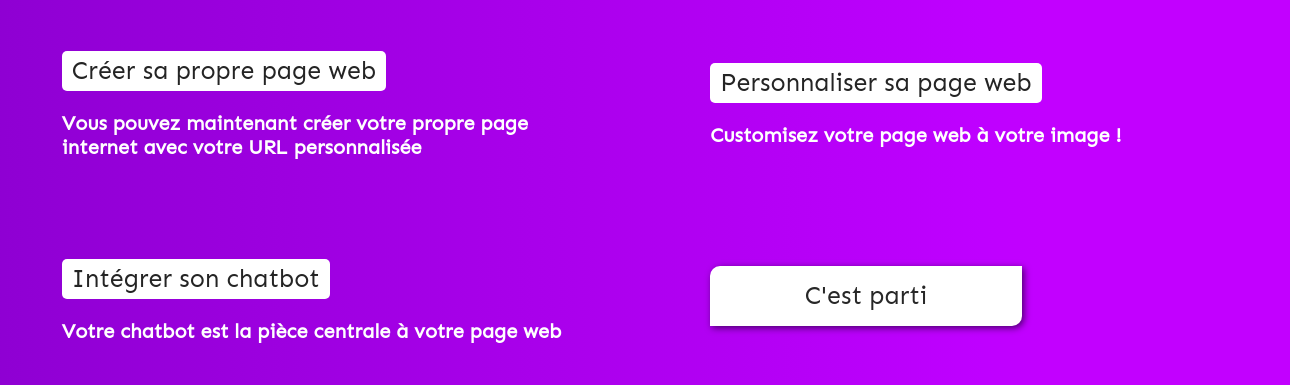 Créer sa propre page web
Vous pouvez maintenant créer votre propre page
internet avec votre URL personnalisée
Personnaliser sa page web
Customisez votre page web à votre image !
Intégrer son chatbot
Votre chatbot est la pièce centrale à votre page web
C'est parti